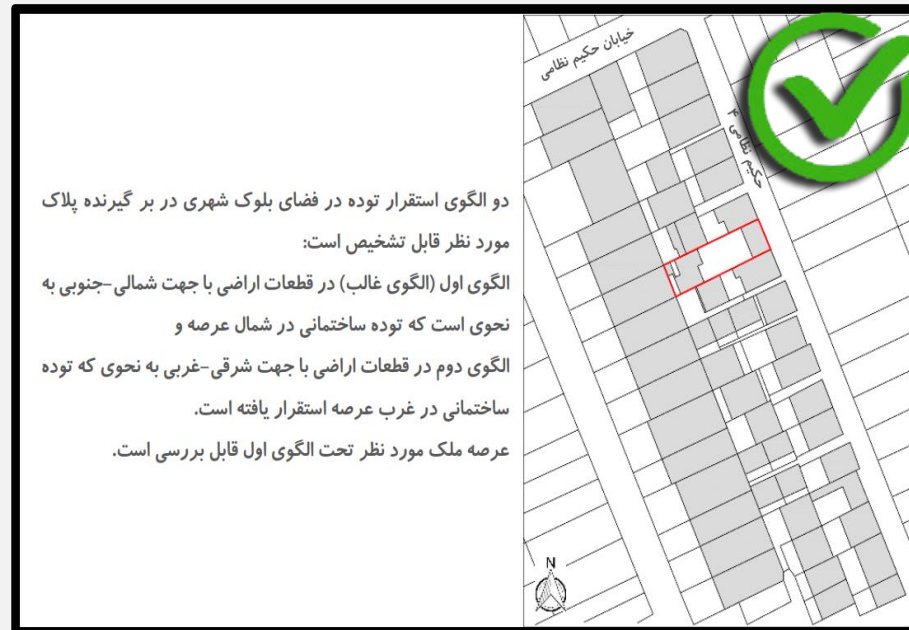 دو الگوی استقرار توده در فضای بلوک شهری در بر گیرنده پلاک
مورد نظر قابل تشخیص است:
الگوی اول (الگوی غالب) در قطعات اراضی با جهت شمالی-جنوبی به
نحوی است که توده ساختمانی در شمال عرصه و
الگوی دوم در قطعات اراضی با جهت شرقی-غربی به نحوی که توده
ساختمانی در غرب عرصه استقرار یافته است.
عرصه ملک مورد نظر تحت الگوی اول قابل بررسی است.
خیابان حکیم نظامی
حکیم نظامی ۴
N